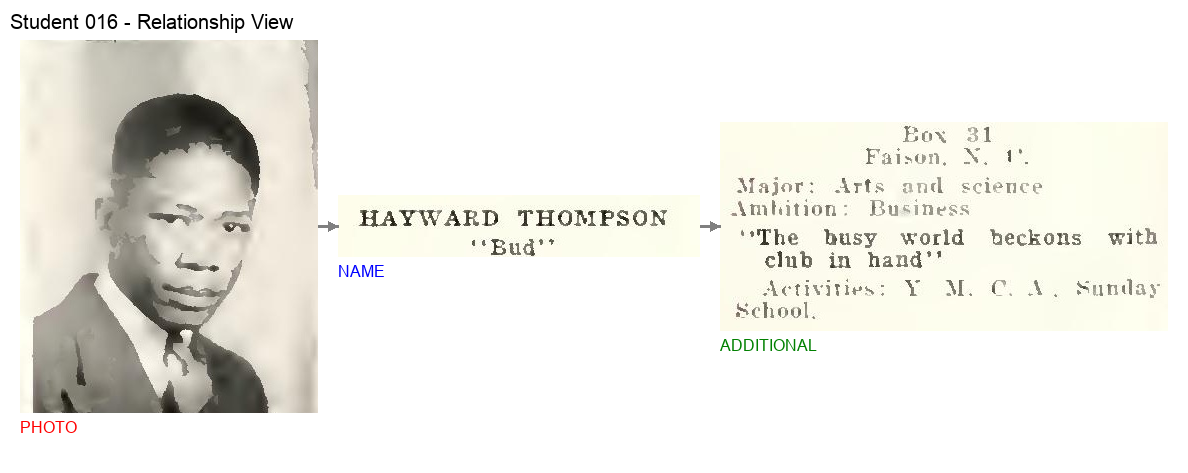 Student 016 - Relationship View
PHOTO
HAYWARD THOMPSON
"Bud"
NAME
Box 31
Faison, N. C.
Major: Arts and science
Ambition: Business
"The busy world beckons with
club in hand"
Activities: Y M. C. A., Sunday
School.
ADDITIONAL